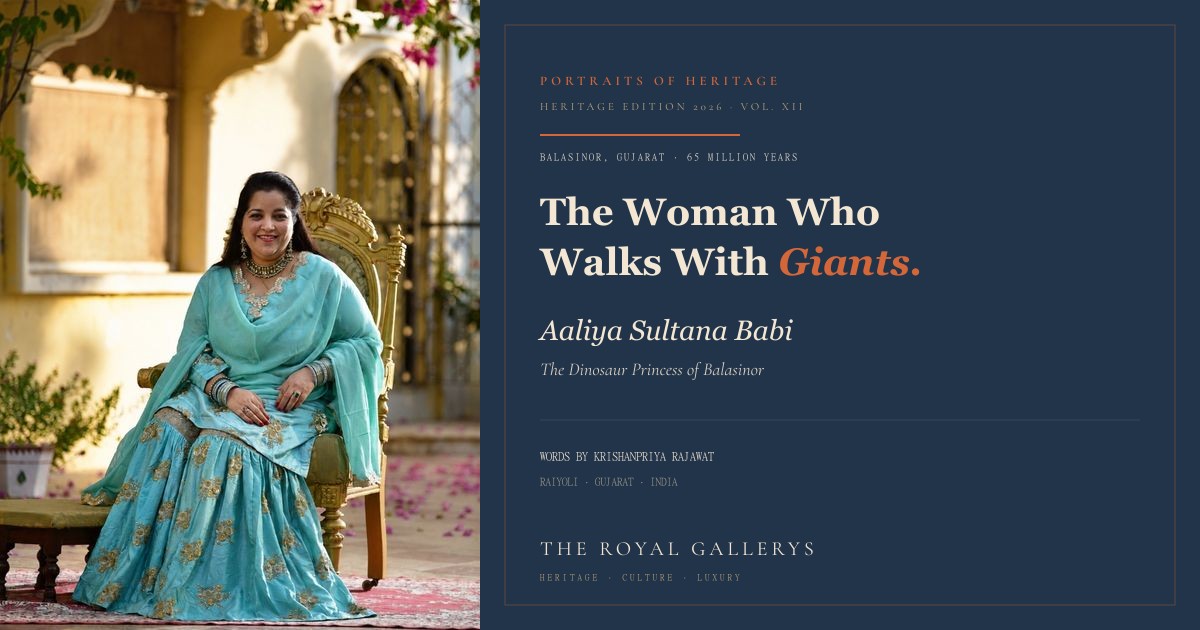 PORTRAITS OF HERITAGE
HERITAGE EDITION 2026 · VOL. XII
BALASINOR, GUJARAT · 65 MILLION YEARS
The Woman Who
Walks With Giants.
Aaliya Sultana Babi
The Dinosaur Princess of Balasinor
WORDS BY KRISHANPRIYA RAJAWAT
RAIYOLI · GUJARAT · INDIA
THE ROYAL GALLERYS
HERITAGE · CULTURE · LUXURY